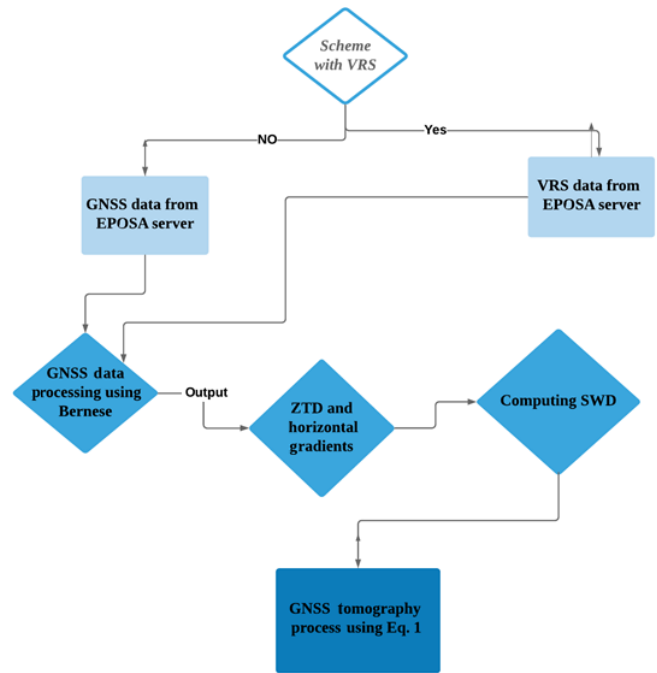 Scheme
with VRS
NO
Yes
GNSS data from
EPOSA server
VRS data from
EPOSA server
GNSS data
processing using
Bernese
Output
ZTD and
horizontal
gradients
Computing SWD
GNSS tomography
process using Eq. 1